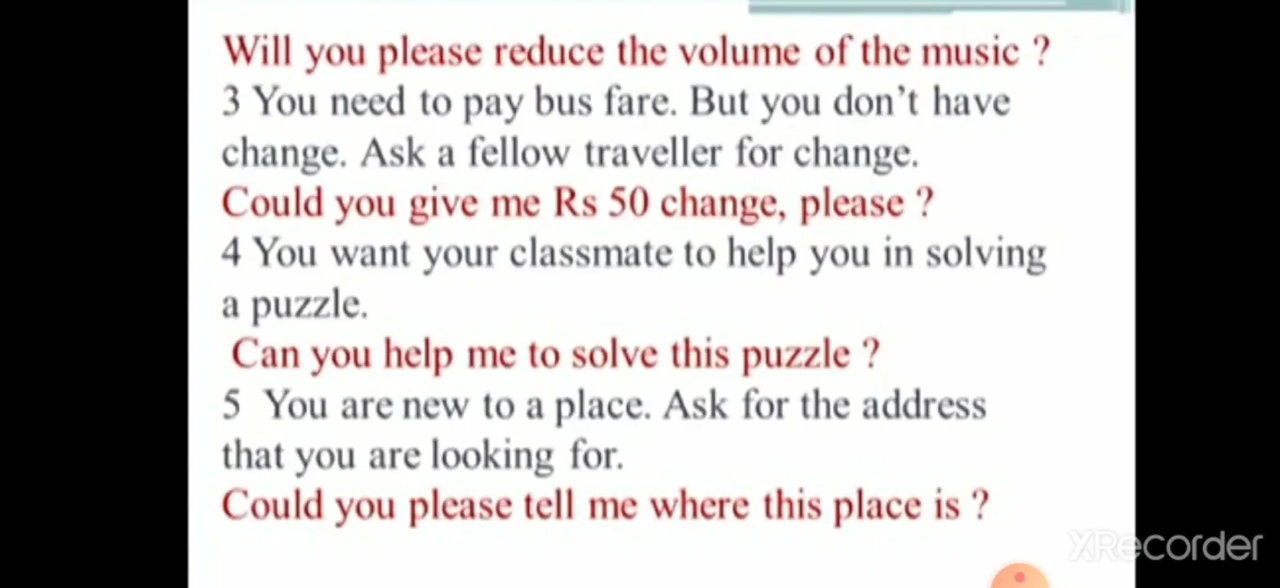 Will you please reduce the volume of the music ?
3 You need to pay bus fare. But you don’t have
change. Ask a fellow traveller for change.
Could you give me Rs 50 change, please ?
4 You want your classmate to help you in solving
a puzzle.
Can you help me to solve this puzzle ?
5 You are new to a place. Ask for the address
that you are looking for.
Could you please tell me where this place is ?
XRecorder